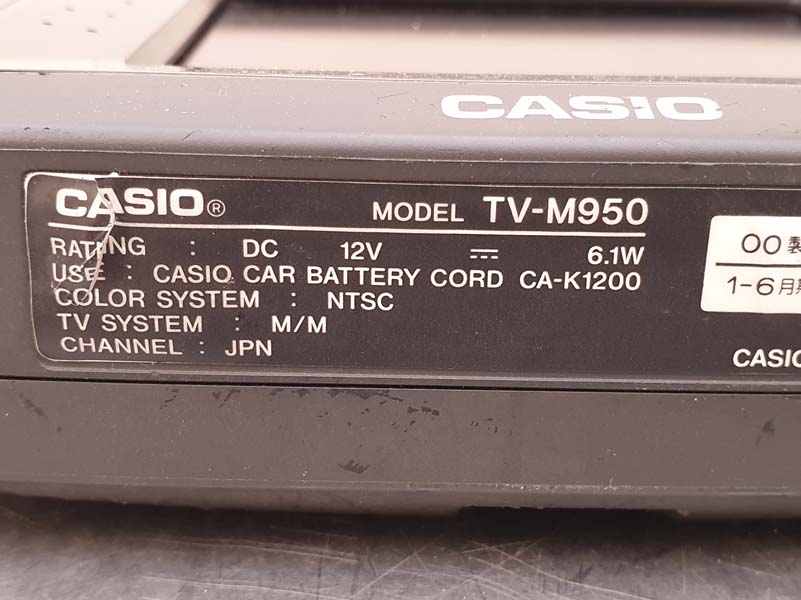 CASIO
CASIO® MODEL TV-M950
RATING : DC 12V ⎓ 6.1W
USE : CASIO CAR BATTERY CORD CA-K1200
COLOR SYSTEM : NTSC
TV SYSTEM : M/M
CHANNEL : JPN
00製
1-6月期
CASIO